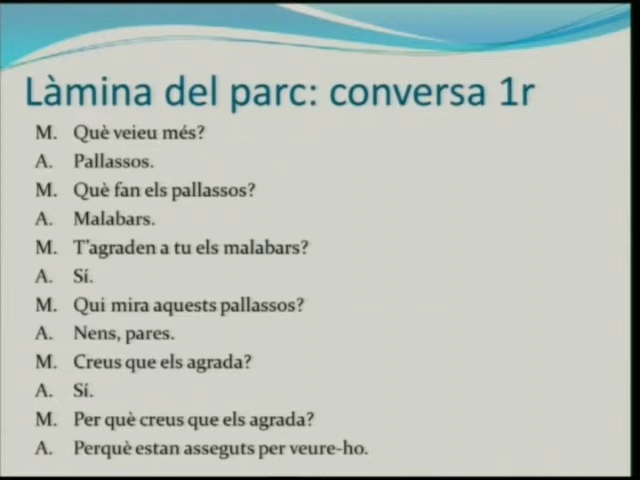 Làmina del parc: conversa 1r
M. Què veieu més?
A. Pallassos.
M. Què fan els pallassos?
A. Malabars.
M. T'agraden a tu els malabars?
A. Sí.
M. Qui mira aquests pallassos?
A. Nens, pares.
M. Creus que els agrada?
A. Sí.
M. Per què creus que els agrada?
A. Perquè estan asseguts per veure-ho.